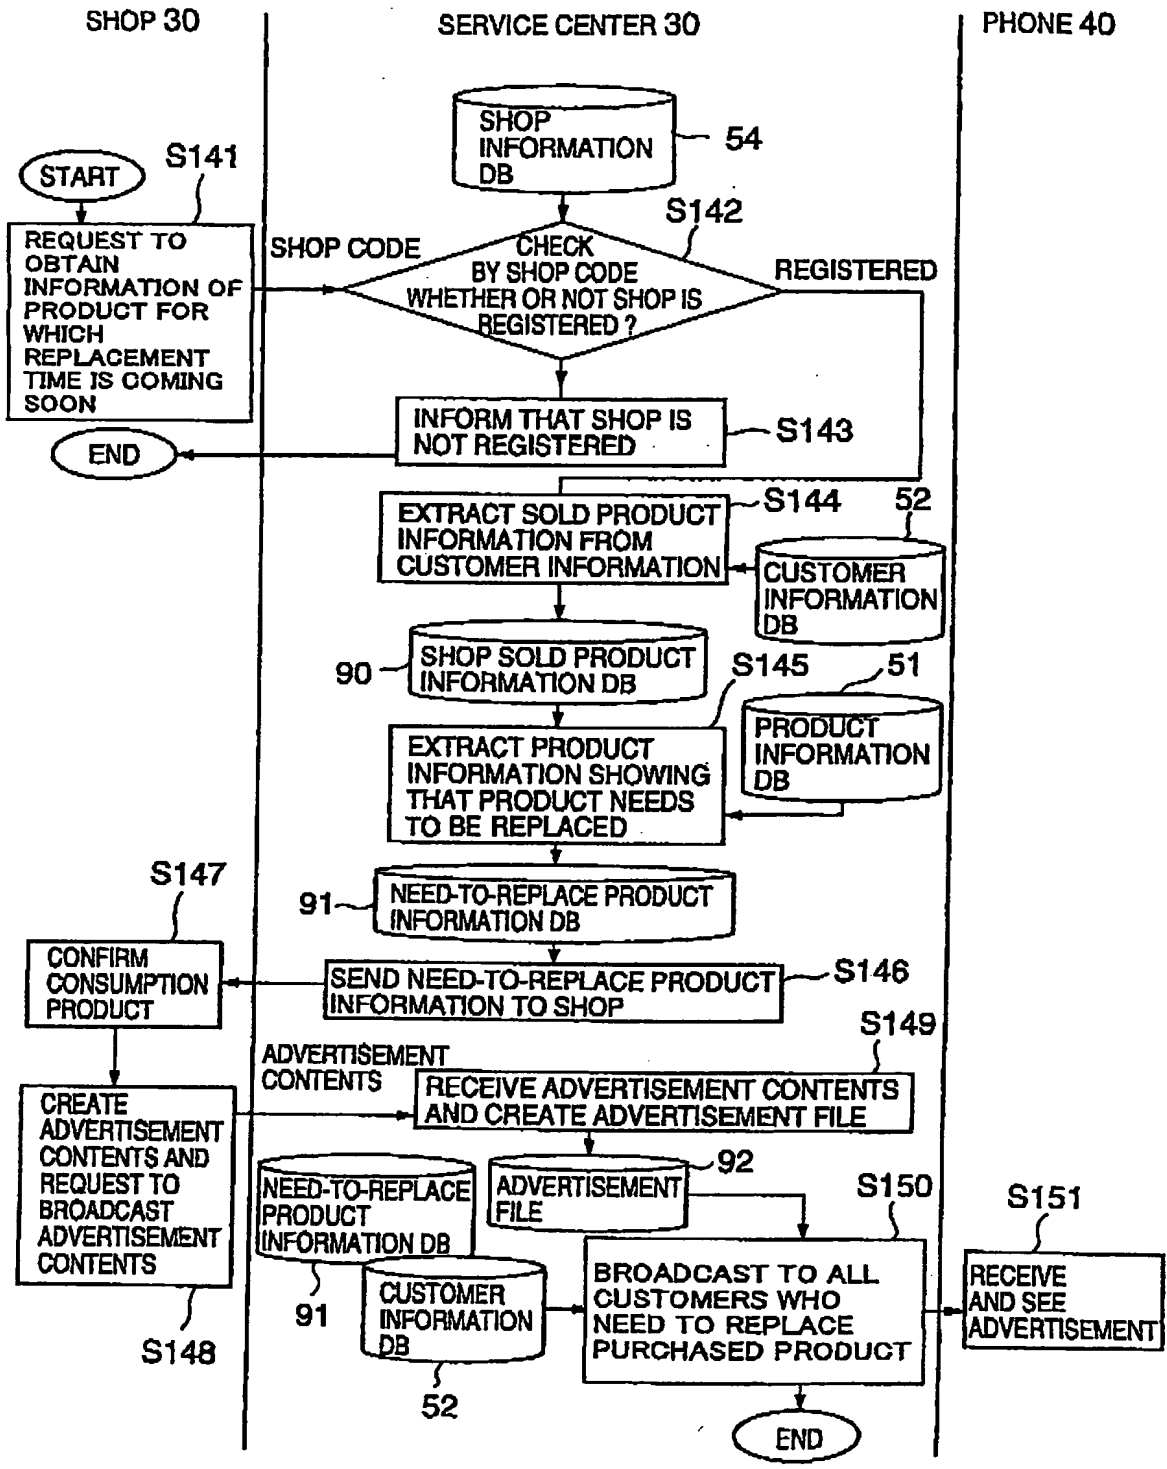 SHOP 30
SERVICE CENTER 30
PHONE 40
SHOP
INFORMATION
DB
54
START
S141
REQUEST TO
OBTAIN
INFORMATION OF
PRODUCT FOR
WHICH
REPLACEMENT
TIME IS COMING
SOON
SHOP CODE
S142
CHECK
BY SHOP CODE
WHETHER OR NOT SHOP IS
REGISTERED ?
REGISTERED
INFORM THAT SHOP IS
NOT REGISTERED
S143
END
EXTRACT SOLD PRODUCT
INFORMATION FROM
CUSTOMER INFORMATION
S144
52
CUSTOMER
INFORMATION
DB
90
SHOP SOLD PRODUCT
INFORMATION DB
S145
51
PRODUCT
INFORMATION
DB
EXTRACT PRODUCT
INFORMATION SHOWING
THAT PRODUCT NEEDS
TO BE REPLACED
91
NEED-TO-REPLACE PRODUCT
INFORMATION DB
S147
CONFIRM
CONSUMPTION
PRODUCT
SEND NEED-TO-REPLACE PRODUCT
INFORMATION TO SHOP
S146
S149
ADVERTISEMENT
CONTENTS
RECEIVE ADVERTISEMENT CONTENTS
AND CREATE ADVERTISEMENT FILE
CREATE
ADVERTISEMENT
CONTENTS AND
REQUEST TO
BROADCAST
ADVERTISEMENT
CONTENTS
S148
NEED-TO-REPLACE
PRODUCT
INFORMATION DB
91
ADVERTISEMENT
FILE
92
CUSTOMER
INFORMATION
DB
52
S150
BROADCAST TO ALL
CUSTOMERS WHO
NEED TO REPLACE
PURCHASED PRODUCT
S151
RECEIVE
AND SEE
ADVERTISEMENT
END